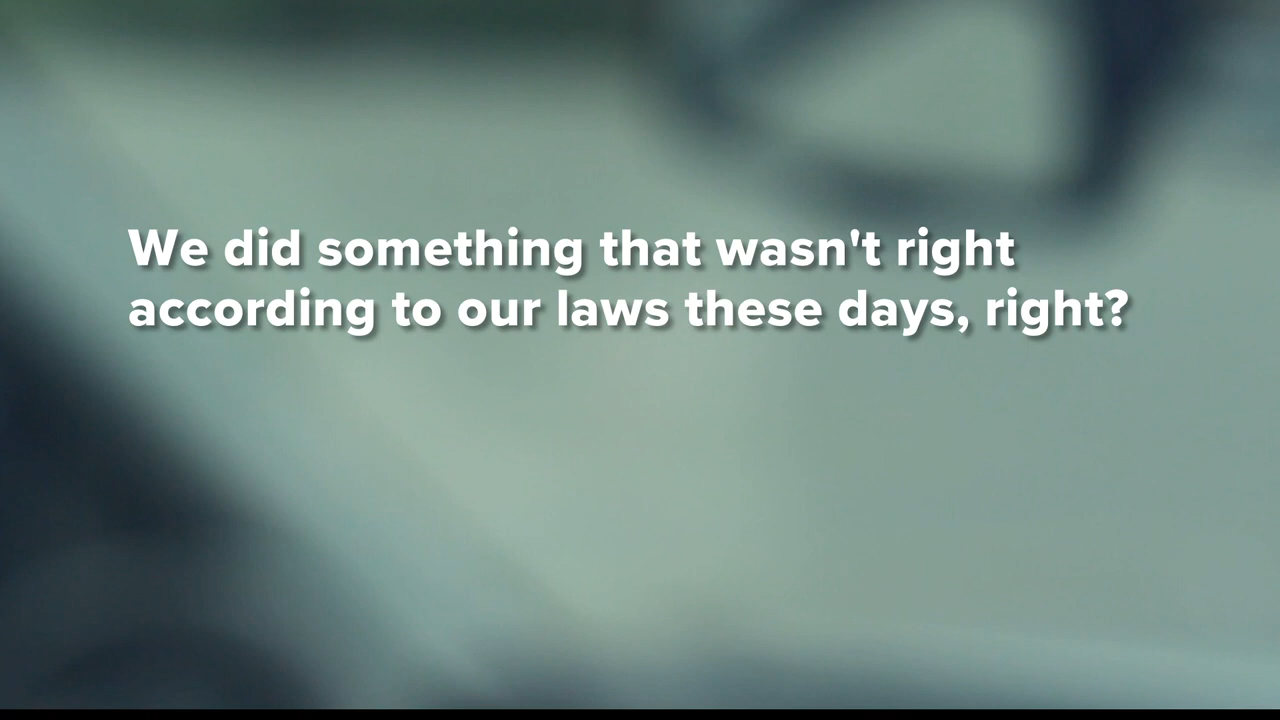 We did something that wasn't right
according to our laws these days, right?